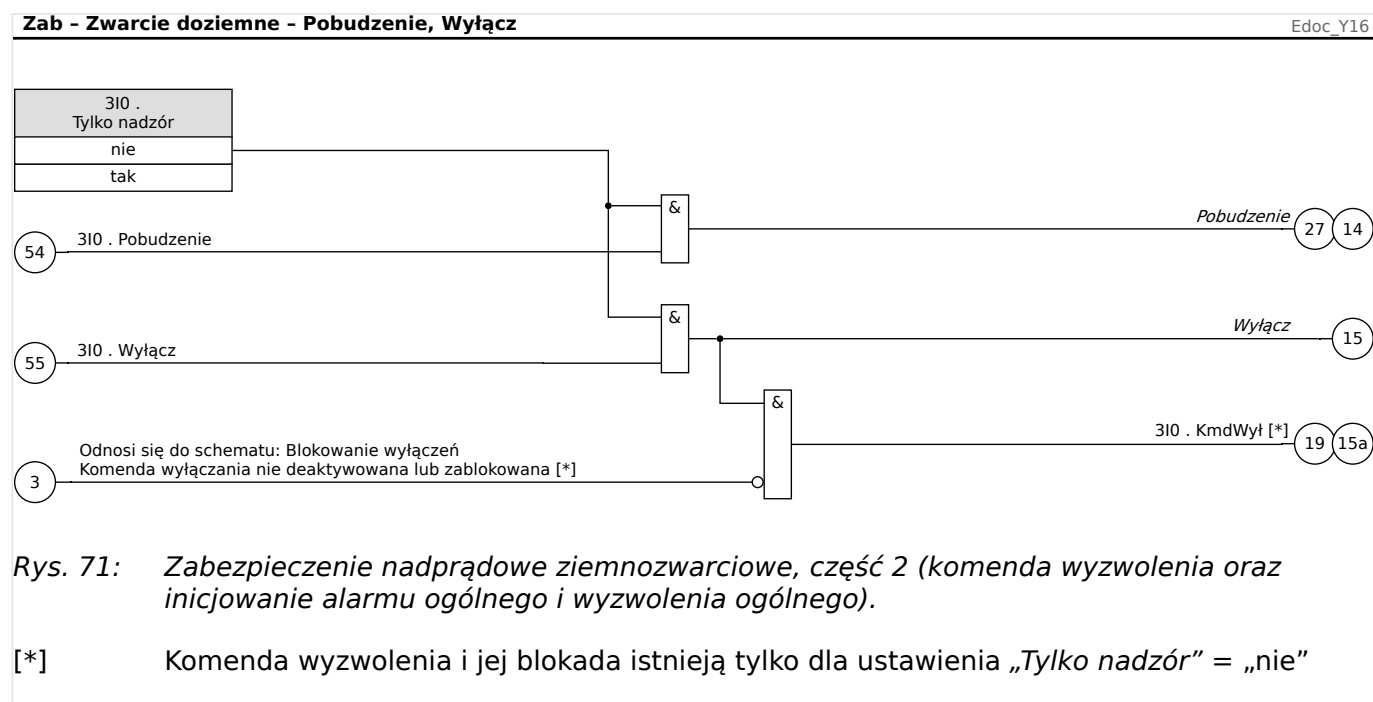 Zab – Zwarcie doziemne – Pobudzenie, Wyłącz
Edoc_Y16
3I0 .
Tylko nadzór
nie
tak
&
Pobudzenie
27
14
3I0 . Pobudzenie
54
&
Wyłącz
15
3I0 . Wyłącz
55
&
3I0 . KmdWył [*]
19
15a
Odnosi się do schematu: Blokowanie wyłączeń
Komenda wyłączania nie deaktywowana lub zablokowana [*]
3
Rys. 71: Zabezpieczenie nadprądowe ziemnozwarciowe, część 2 (komenda wyzwolenia oraz
inicjowanie alarmu ogólnego i wyzwolenia ogólnego).
[*] Komenda wyzwolenia i jej blokada istnieją tylko dla ustawienia „Tylko nadzór” = „nie”